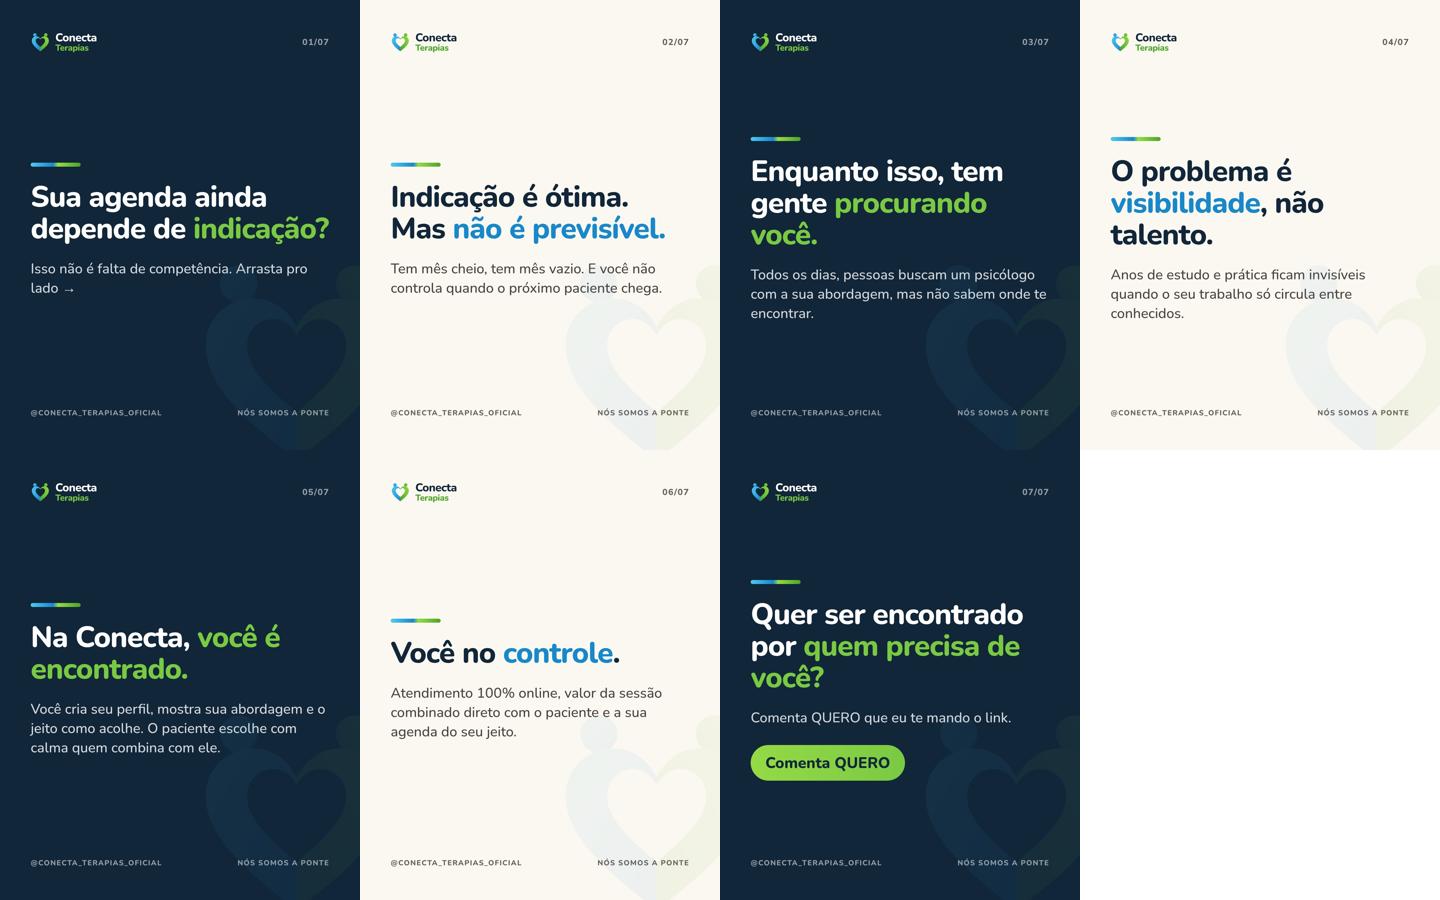 Conecta
Terapias
01/07
Sua agenda ainda
depende de indicação?
Isso não é falta de competência. Arrasta pro
lado →
@CONECTA_TERAPIAS_OFICIAL
NÓS SOMOS A PONTE
Conecta
Terapias
02/07
Indicação é ótima.
Mas não é previsível.
Tem mês cheio, tem mês vazio. E você não
controla quando o próximo paciente chega.
@CONECTA_TERAPIAS_OFICIAL
NÓS SOMOS A PONTE
Conecta
Terapias
03/07
Enquanto isso, tem
gente procurando
você.
Todos os dias, pessoas buscam um psicólogo
com a sua abordagem, mas não sabem onde te
encontrar.
@CONECTA_TERAPIAS_OFICIAL
NÓS SOMOS A PONTE
Conecta
Terapias
04/07
O problema é
visibilidade, não
talento.
Anos de estudo e prática ficam invisíveis
quando o seu trabalho só circula entre
conhecidos.
@CONECTA_TERAPIAS_OFICIAL
NÓS SOMOS A PONTE
Conecta
Terapias
05/07
Na Conecta, você é
encontrado.
Você cria seu perfil, mostra sua abordagem e o
jeito como acolhe. O paciente escolhe com
calma quem combina com ele.
@CONECTA_TERAPIAS_OFICIAL
NÓS SOMOS A PONTE
Conecta
Terapias
06/07
Você no controle.
Atendimento 100% online, valor da sessão
combinado direto com o paciente e a sua
agenda do seu jeito.
@CONECTA_TERAPIAS_OFICIAL
NÓS SOMOS A PONTE
Conecta
Terapias
07/07
Quer ser encontrado
por quem precisa de
você?
Comenta QUERO que eu te mando o link.
Comenta QUERO
@CONECTA_TERAPIAS_OFICIAL
NÓS SOMOS A PONTE